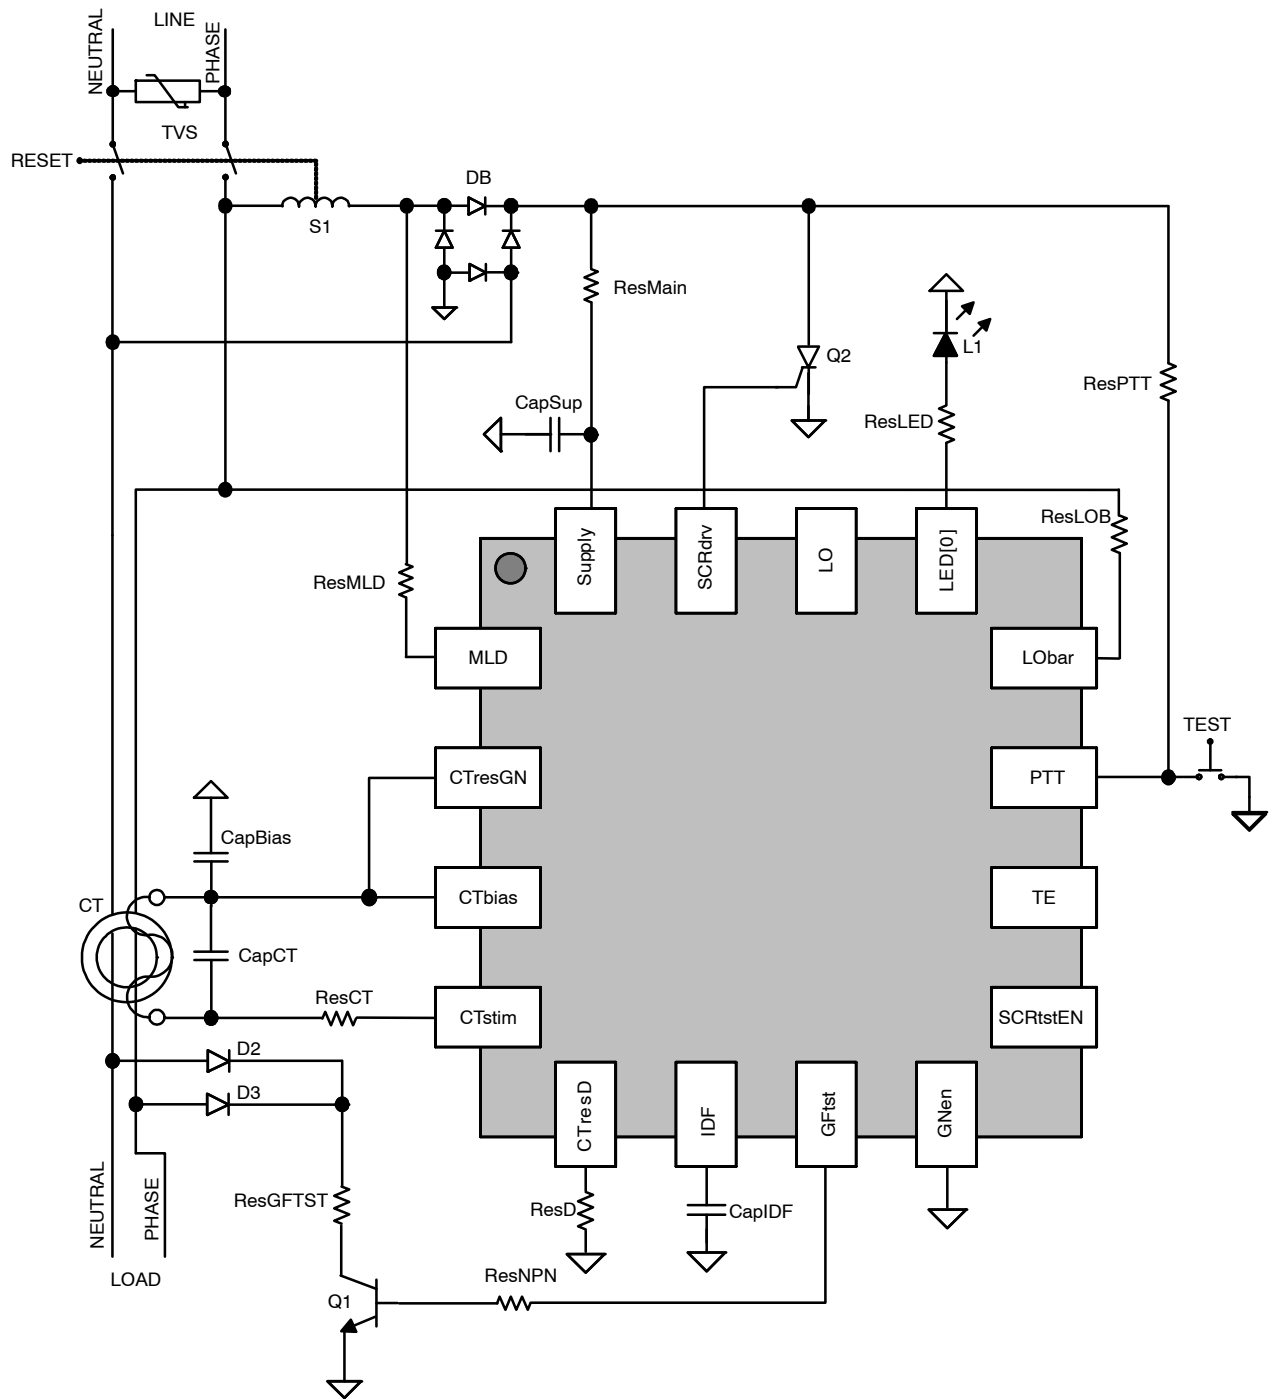 LINE
NEUTRAL
PHASE
TVS
RESET
S1
DB
ResMain
L1
Q2
ResPTT
CapSup
ResLED
ResLOB
Supply
SCRdrv
LO
LED[0]
ResMLD
MLD
LObar
TEST
CTresGN
PTT
CapBias
CTbias
TE
CT
CapCT
ResCT
CTstim
SCRtstEN
D2
D3
CTresD
IDF
GFtst
GNen
NEUTRAL
PHASE
ResGFTST
ResD
CapIDF
LOAD
ResNPN
Q1